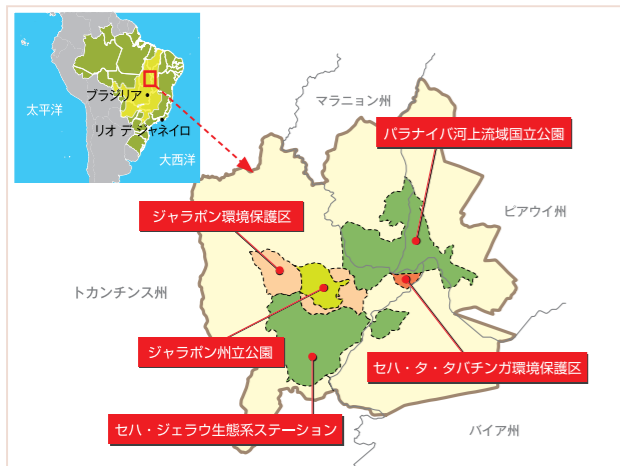 ブラジリア
太平洋
リオ デ ジャネイロ
大西洋
マラニョン州
パラナイバ河上流域国立公園
ジャラポン環境保護区
ピアウイ州
トカンチンス州
ジャラポン州立公園
セハ・タ・タバチンガ環境保護区
セハ・ジェラウ生態系ステーション
バイア州